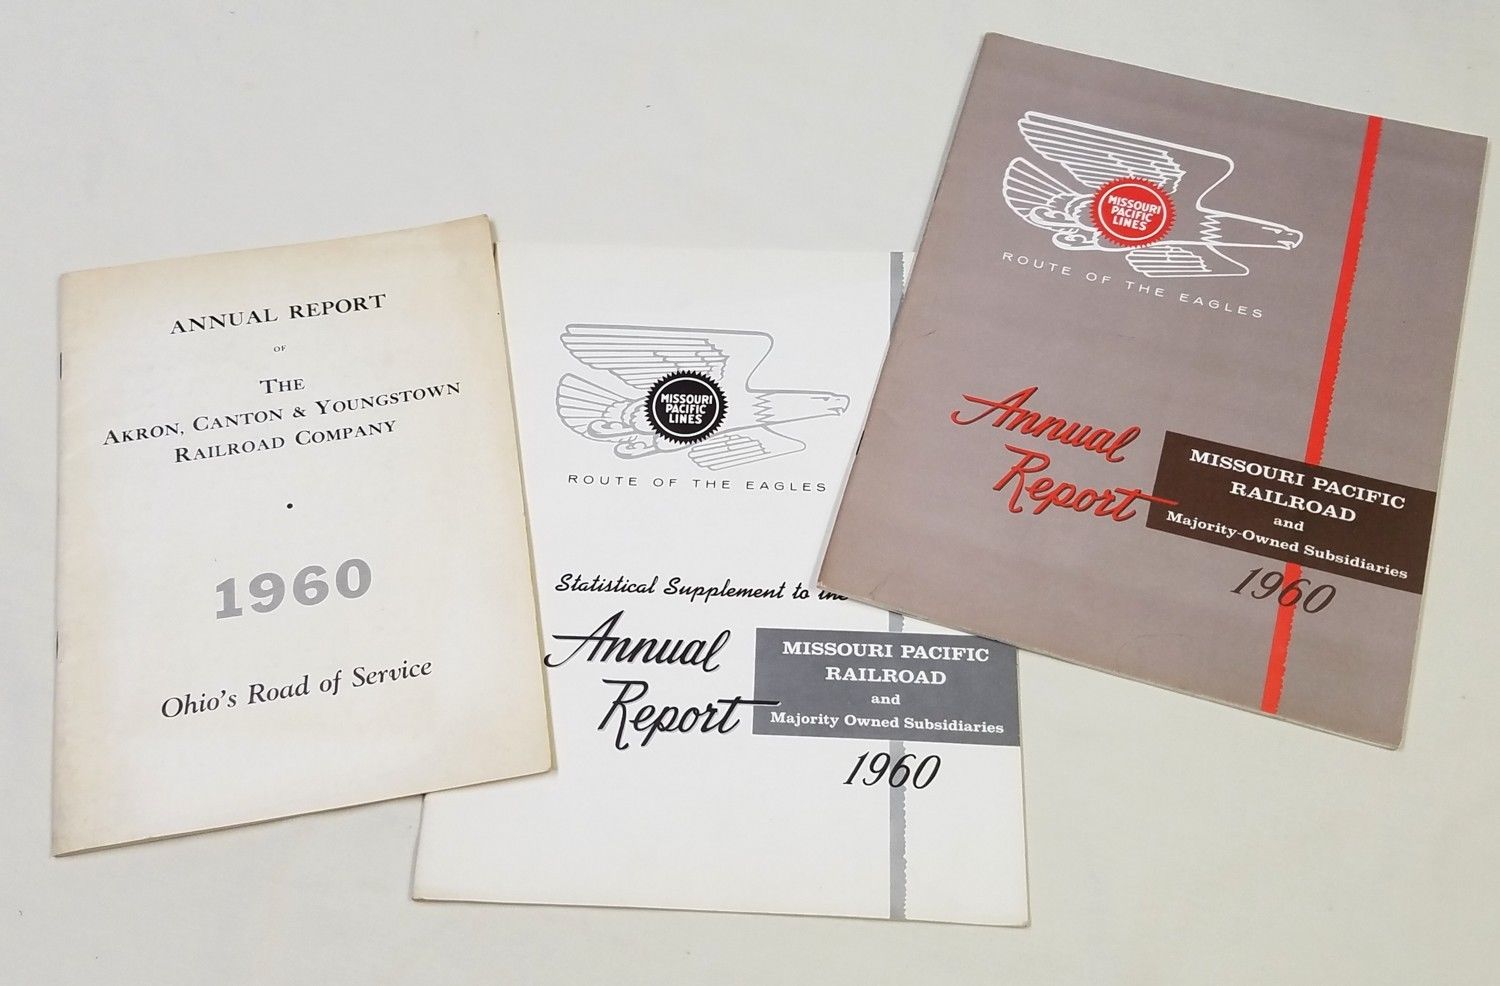 ANNUAL REPORT
OF
THE
AKRON, CANTON & YOUNGSTOWN
RAILROAD COMPANY
1960
Ohio's Road of Service
MISSOURI
PACIFIC
LINES
ROUTE OF THE EAGLES
Statistical Supplement to the
Annual
Report
MISSOURI PACIFIC
RAILROAD
and
Majority Owned Subsidiaries
1960
MISSOURI
PACIFIC
LINES
ROUTE OF THE EAGLES
Annual
Report
MISSOURI PACIFIC
RAILROAD
and
Majority-Owned Subsidiaries
1960